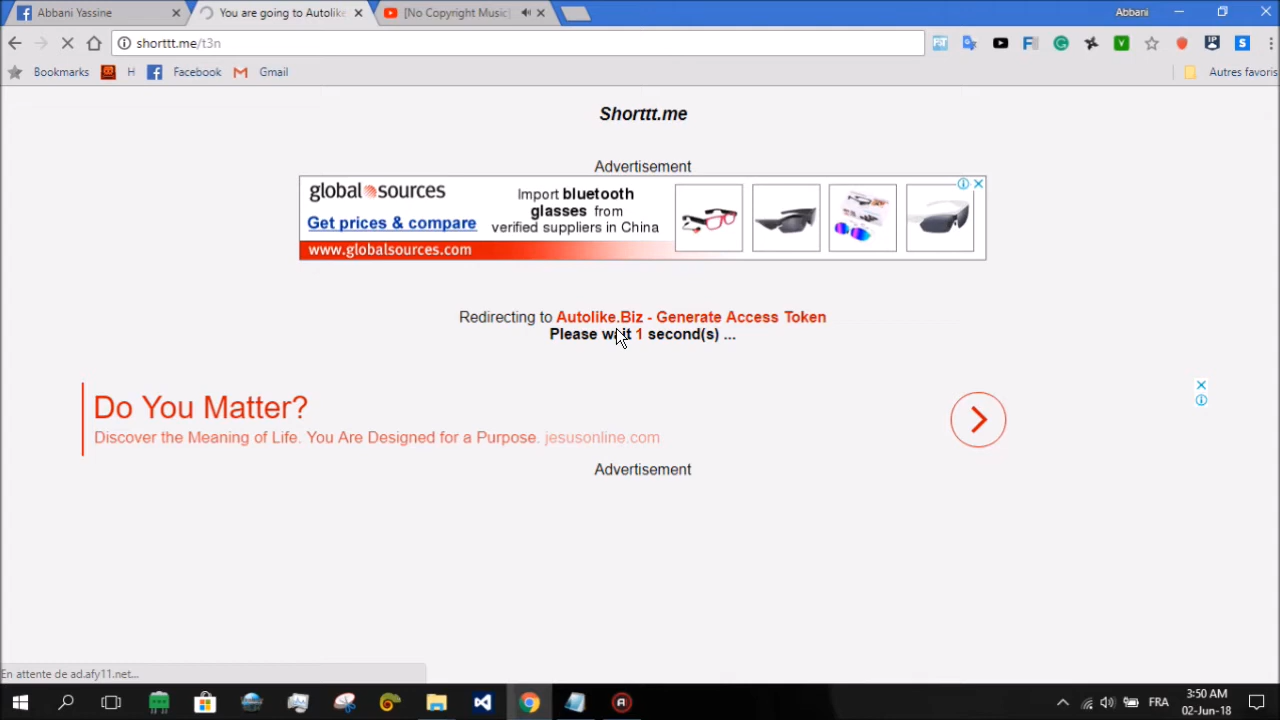 Abbani Yassine
You are going to Autolike
[No Copyright Music]
Abbani
shorttt.me/t3n
Bookmarks
H
Facebook
Gmail
Autres favoris
Shorttt.me
Advertisement
global sources
Get prices & compare
www.globalsources.com
Import bluetooth
glasses from
verified suppliers in China
Redirecting to Autolike.Biz - Generate Access Token
Please wait 1 second(s) ...
Do You Matter?
Discover the Meaning of Life. You Are Designed for a Purpose. jesusonline.com
Advertisement
En attente de ad.afy11.net...
FRA
3:50 AM
02-Jun-18